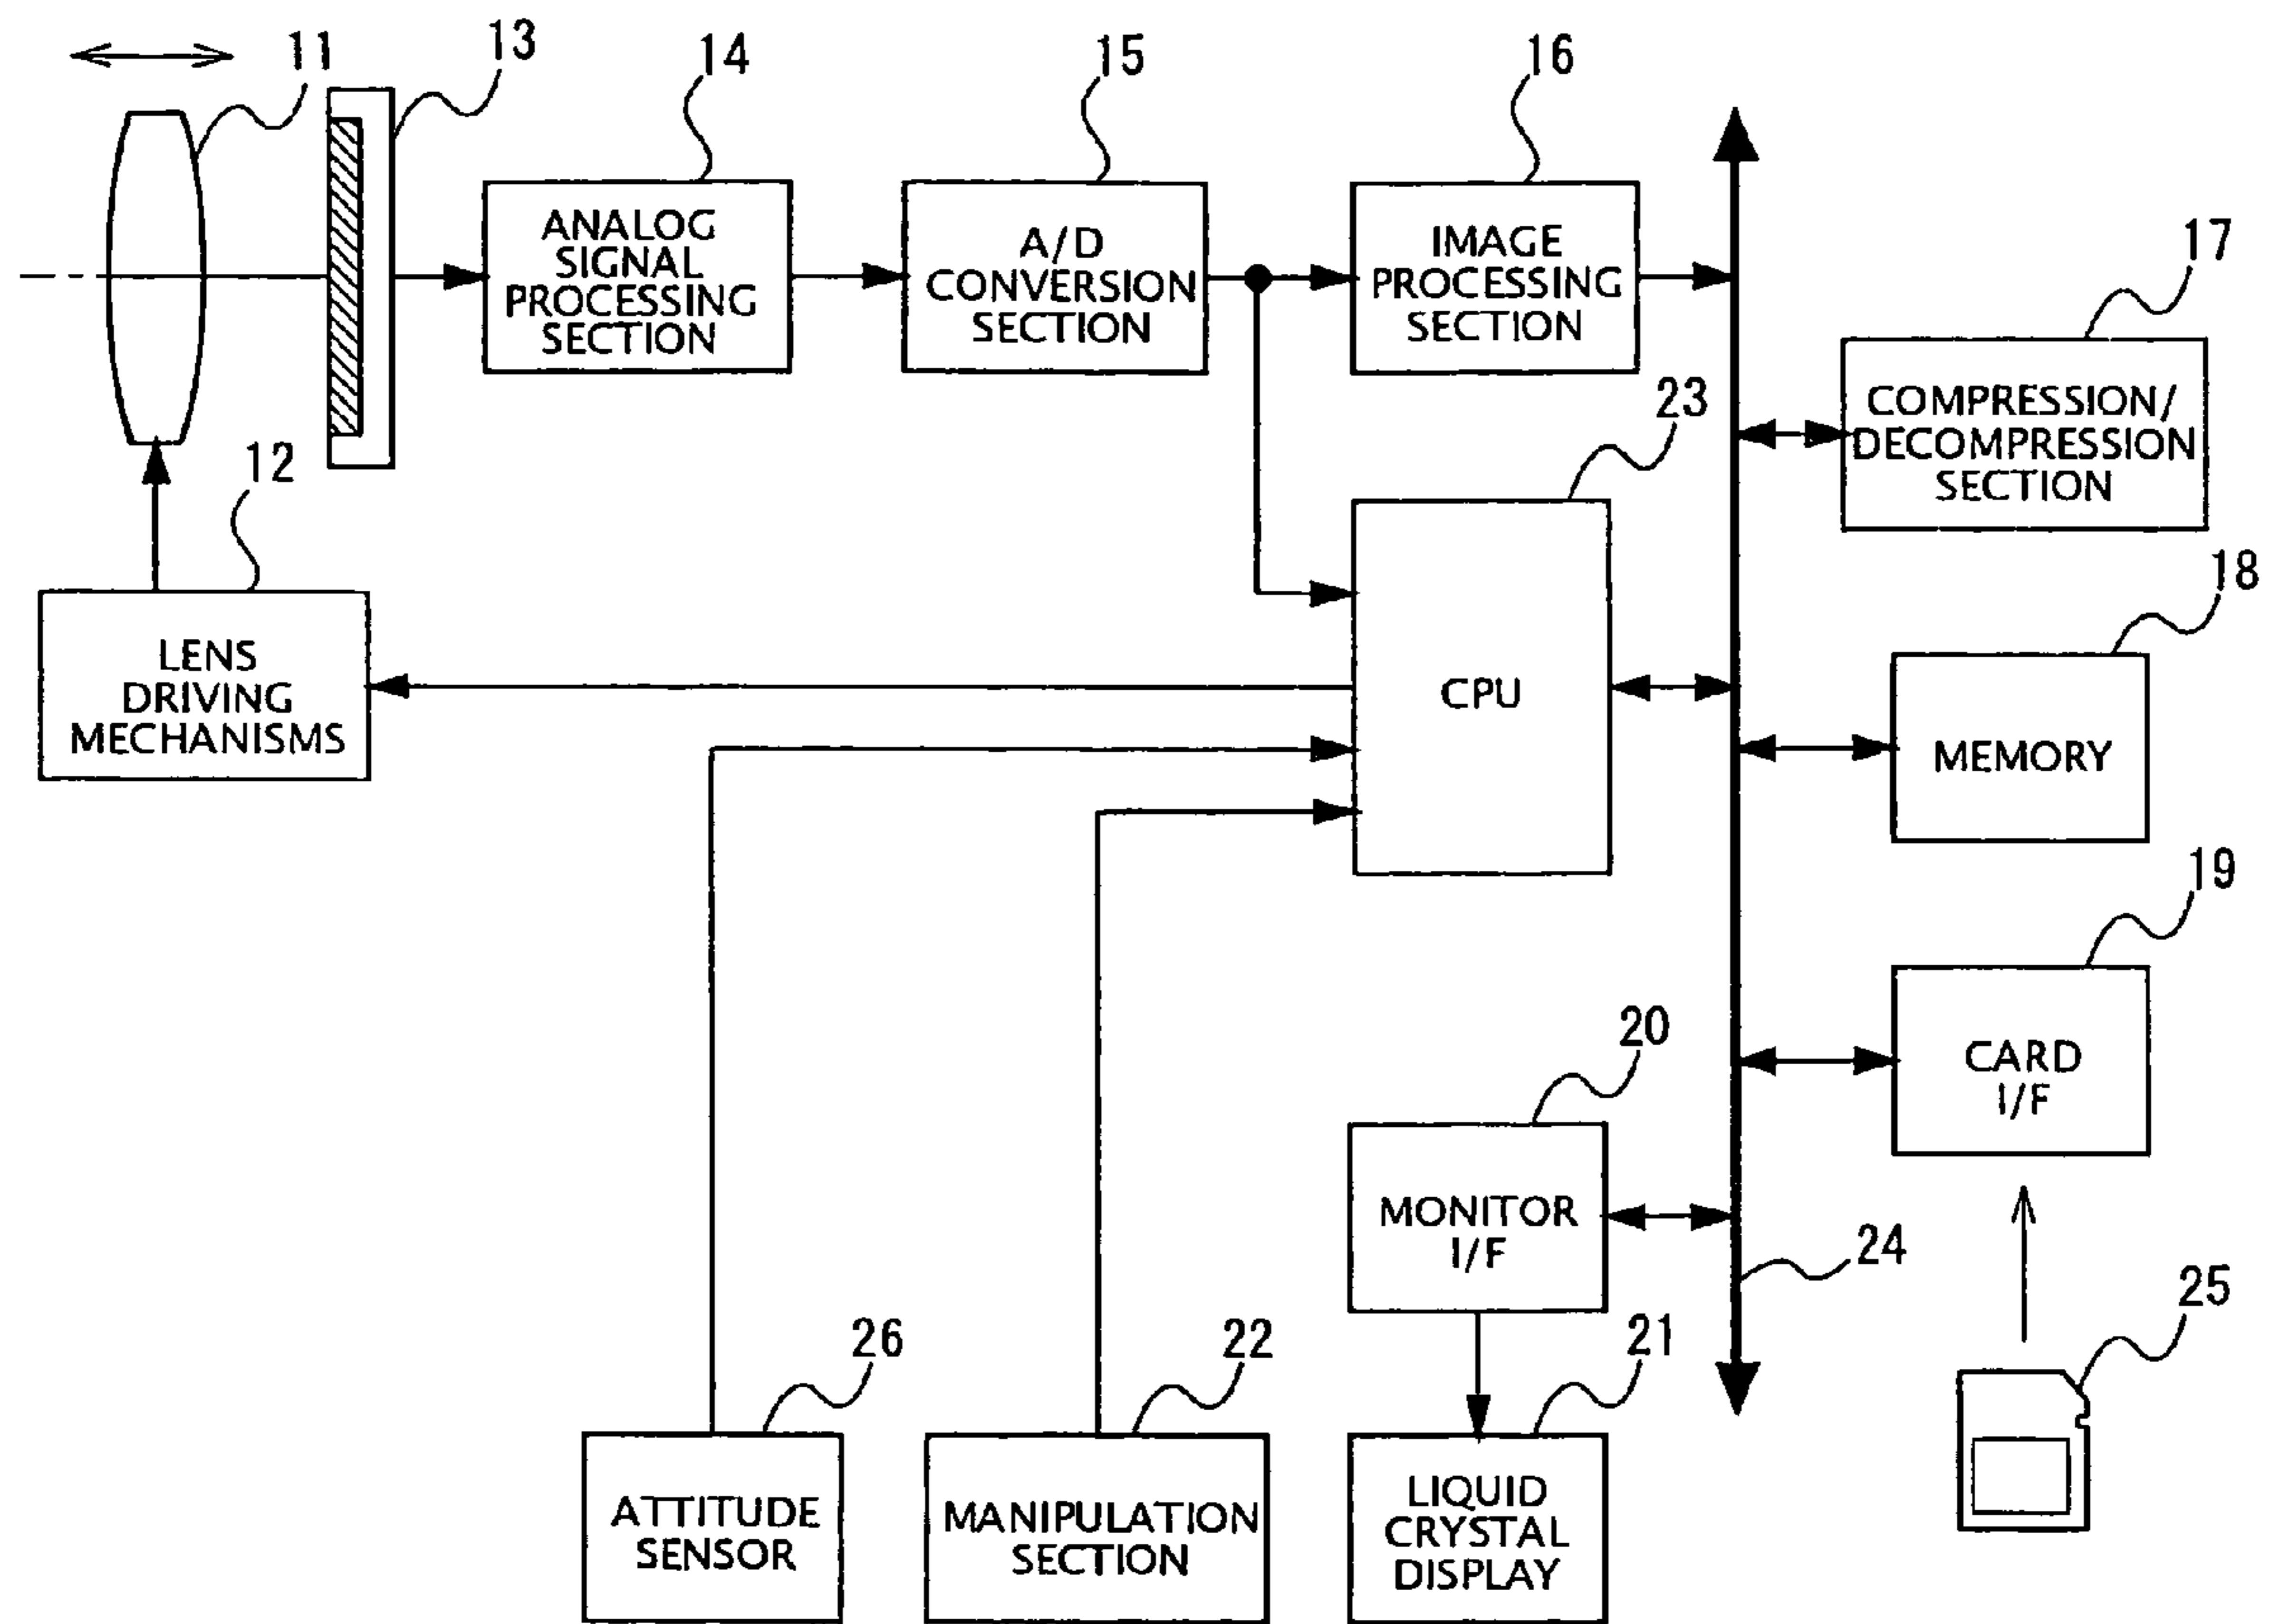 11
13
14
15
16
ANALOG
SIGNAL
PROCESSING
SECTION
A/D
CONVERSION
SECTION
IMAGE
PROCESSING
SECTION
17
COMPRESSION/
DECOMPRESSION
SECTION
12
23
LENS
DRIVING
MECHANISMS
CPU
18
MEMORY
19
CARD
I/F
20
MONITOR
I/F
24
25
26
22
21
ATTITUDE
SENSOR
MANIPULATION
SECTION
LIQUID
CRYSTAL
DISPLAY